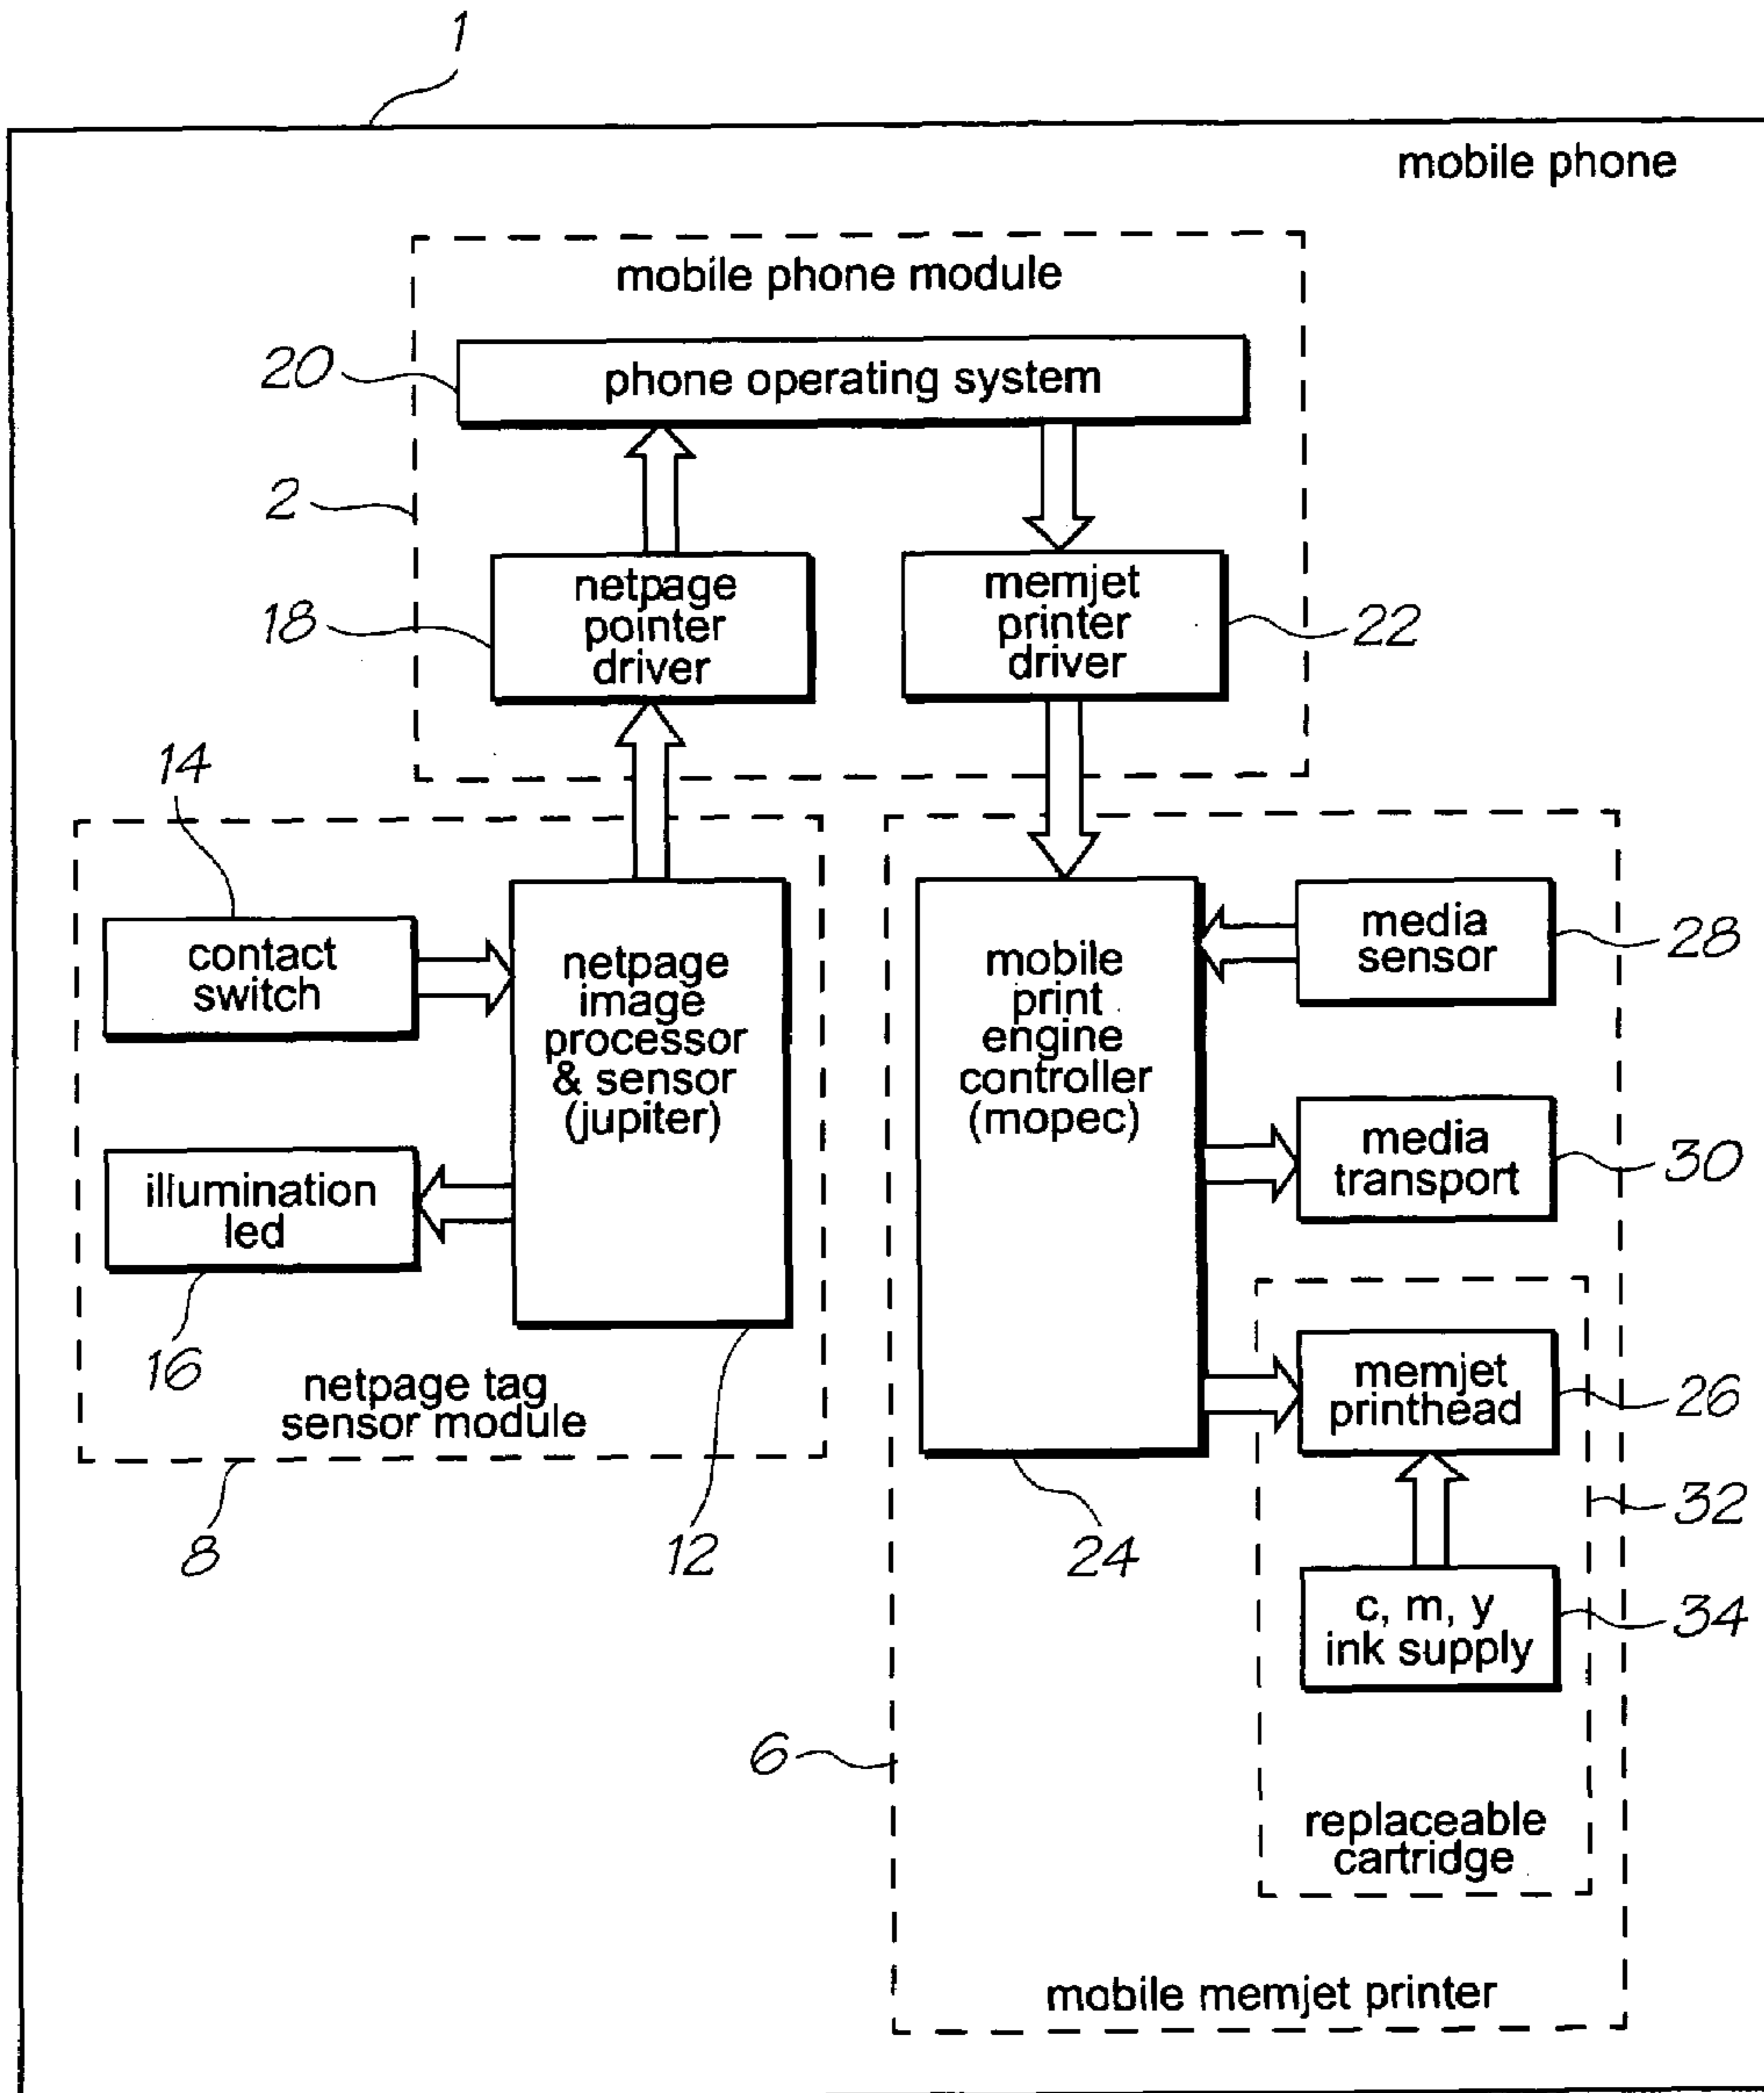 1
mobile phone
mobile phone module
20
phone operating system
2
18
netpage
pointer
driver
memjet
printer
driver
22
14
contact
switch
netpage
image
processor
& sensor
(jupiter)
illumination
led
16
netpage tag
sensor module
8
12
mobile
print
engine
controller
(mopec)
24
media
sensor
28
media
transport
30
memjet
printhead
26
32
c, m, y
ink supply
34
6
replaceable
cartridge
mobile memjet printer